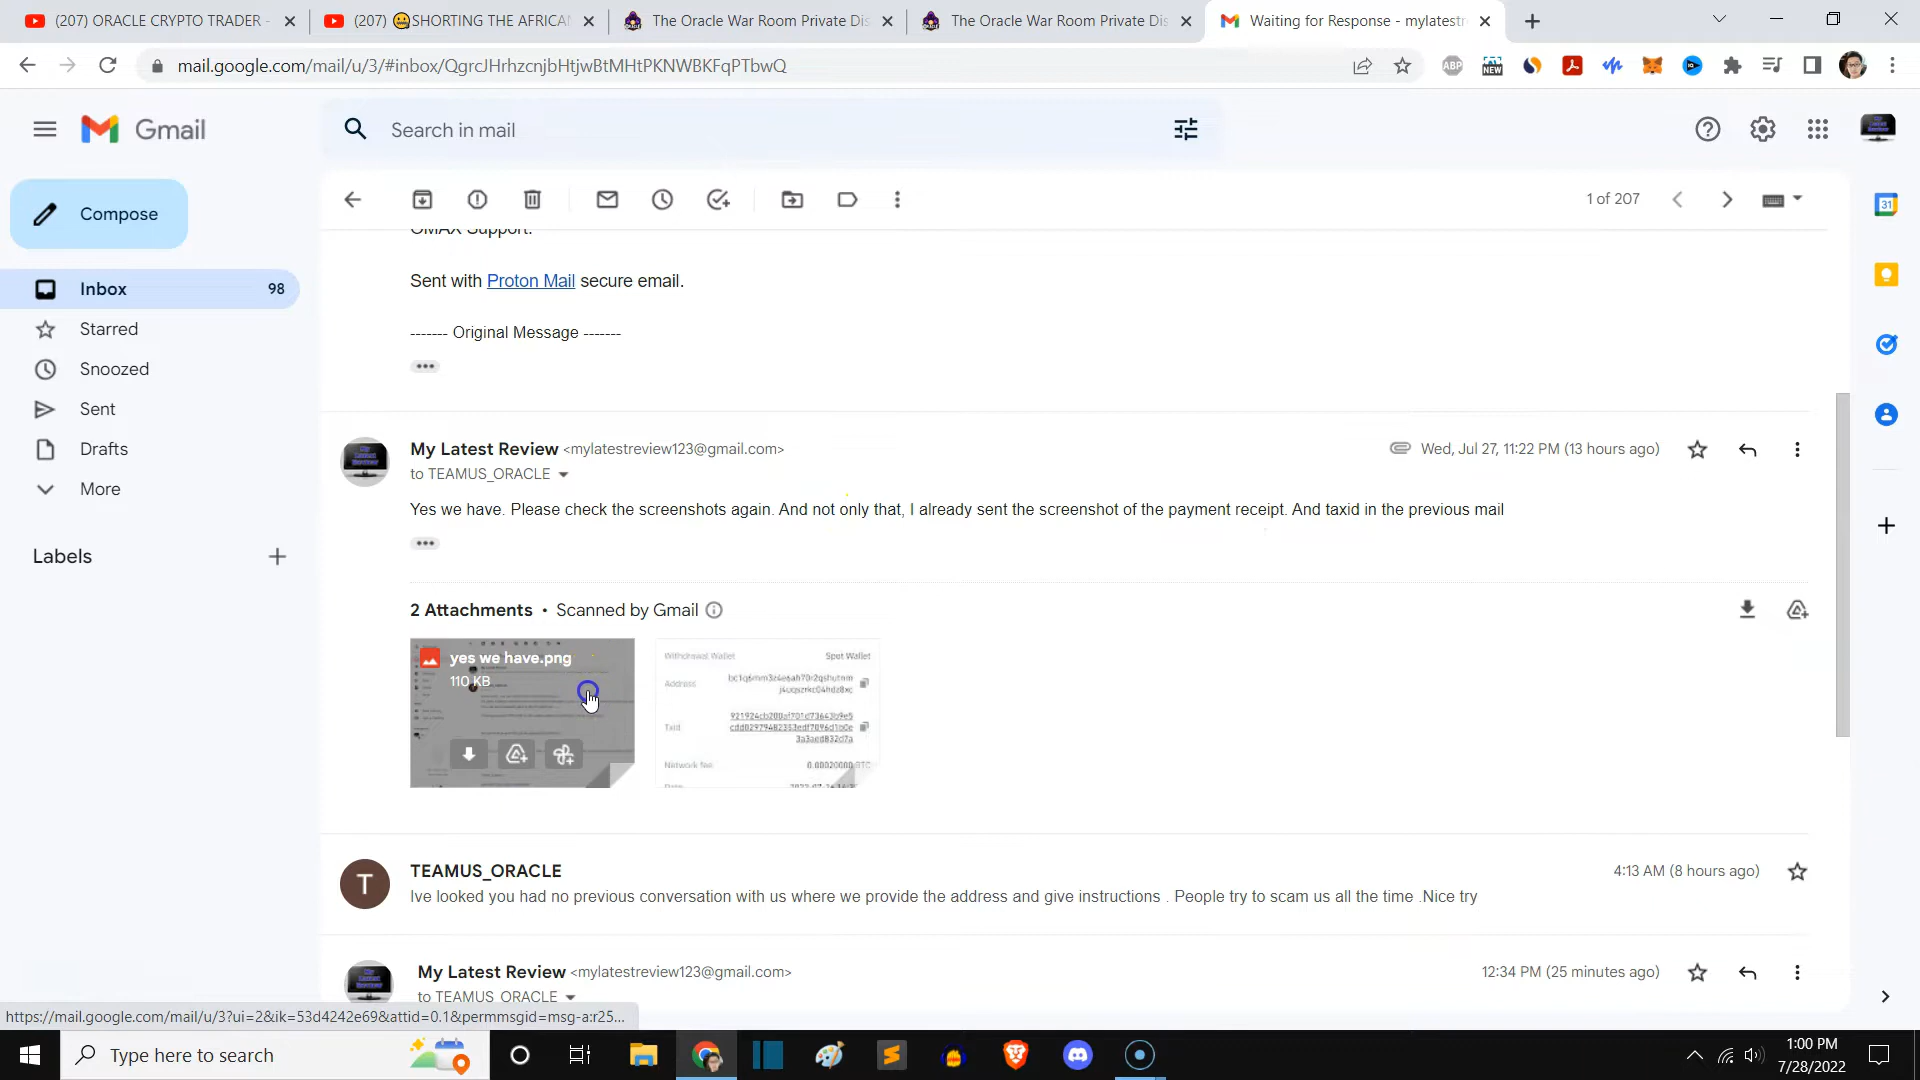 (207) ORACLE CRYPTO TRADER -
(207) 🤐SHORTING THE AFRICAN
The Oracle War Room Private Dis
The Oracle War Room Private Dis
Waiting for Response - mylatestr
mail.google.com/mail/u/3/#inbox/QgrcJHrhzcnjbHtjwBtMHtPKNWBKFqPTbwQ
ABP
NEW
Gmail
Search in mail
Compose
1 of 207
31
Inbox 98
Starred
Snoozed
Sent
Drafts
More
Labels
OMAX Support.
Sent with Proton Mail secure email.
------- Original Message -------
My Latest Review <mylatestreview123@gmail.com>
Wed, Jul 27, 11:22 PM (13 hours ago)
to TEAMUS_ORACLE
Yes we have. Please check the screenshots again. And not only that, I already sent the screenshot of the payment receipt. And taxid in the previous mail
2 Attachments • Scanned by Gmail
yes we have.png
110 KB
Withdrawal Wallet Spot Wallet
Address
Txid
Network fee 0.00020000 BTC
Date
T
TEAMUS_ORACLE
4:13 AM (8 hours ago)
Ive looked you had no previous conversation with us where we provide the address and give instructions . People try to scam us all the time .Nice try
My Latest Review <mylatestreview123@gmail.com>
12:34 PM (25 minutes ago)
to TEAMUS_ORACLE
https://mail.google.com/mail/u/3?ui=2&ik=53d4242e69&attid=0.1&permmsgid=msg-a:r25...
Type here to search
1:00 PM
7/28/2022